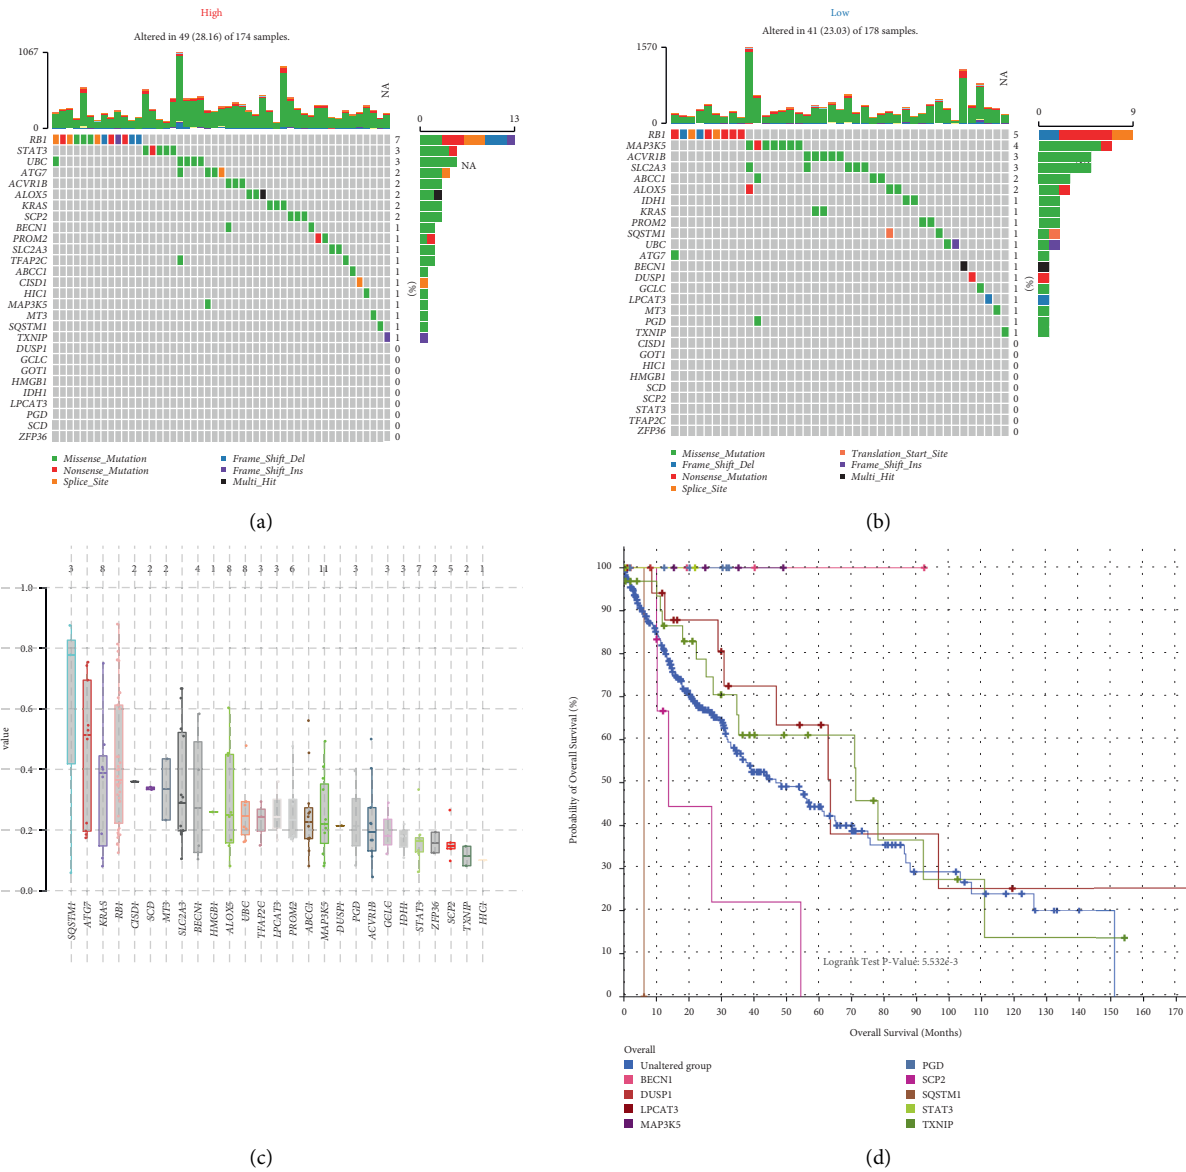 High
Altered in 49 (28.16) of 174 samples.
1067
0
NA
0 13
RB1 7
STAT3 3
UBC 3
NA
ATG7 2
ACVR1B 2
ALOX5 2
KRAS 2
SCP2 2
BECN1 1
PROM2 1
SLC2A3 1
TFAP2C 1
ABCC1 1
CISD1 1
HIC1 1
MAP3K5 1
MT3 1
SQSTM1 1
TXNIP 1
DUSP1 0
GCLC 0
GOT1 0
HMGB1 0
IDH1 0
LPCAT3 0
PGD 0
SCD 0
ZFP36 0
(%)
Missense_Mutation
Nonsense_Mutation
Splice_Site
Frame_Shift_Del
Frame_Shift_Ins
Multi_Hit
(a)
Low
Altered in 41 (23.03) of 178 samples.
1570
0
NA
0 9
RB1 5
MAP3K5 4
ACVR1B 3
SLC2A3 3
ABCC1 2
ALOX5 2
IDH1 1
KRAS 1
PROM2 1
SQSTM1 1
UBC 1
ATG7 1
BECN1 1
DUSP1 1
GCLC 1
LPCAT3 1
MT3 1
PGD 1
TXNIP 1
CISD1 0
GOT1 0
HIC1 0
HMGB1 0
SCD 0
SCP2 0
STAT3 0
TFAP2C 0
ZFP36 0
(%)
Missense_Mutation
Frame_Shift_Del
Nonsense_Mutation
Splice_Site
Translation_Start_Site
Frame_Shift_Ins
Multi_Hit
(b)
3 7 8 2 2 2 4 1 8 8 3 3 6 11 3 3 7 2 5 2 1
1.0
0.8
0.6
0.4
0.2
0.0
value
SQSTM1
ATG7
KRAS
RB1
CISD1
SCD
MT3
SLC2A3
BECN1
HMGB1
ALOX5
UBC
TFAP2C
LPCAT3
PROM2
ABCC1
MAP3K5
DUSP1
PGD
ACVR1B
GCLC
IDH1
STAT3
ZFP36
SCP2
TXNIP
HIC1
(c)
100
90
80
70
60
50
40
30
20
10
0
Probability of Overall Survival (%)
Logrank Test P-Value: 5.532e-3
0 10 20 30 40 50 60 70 80 90 100 110 120 130 140 150 160 170
Overall Survival (Months)
Overall
Unaltered group
BECN1
DUSP1
LPCAT3
MAP3K5
PGD
SCP2
SQSTM1
STAT3
TXNIP
(d)